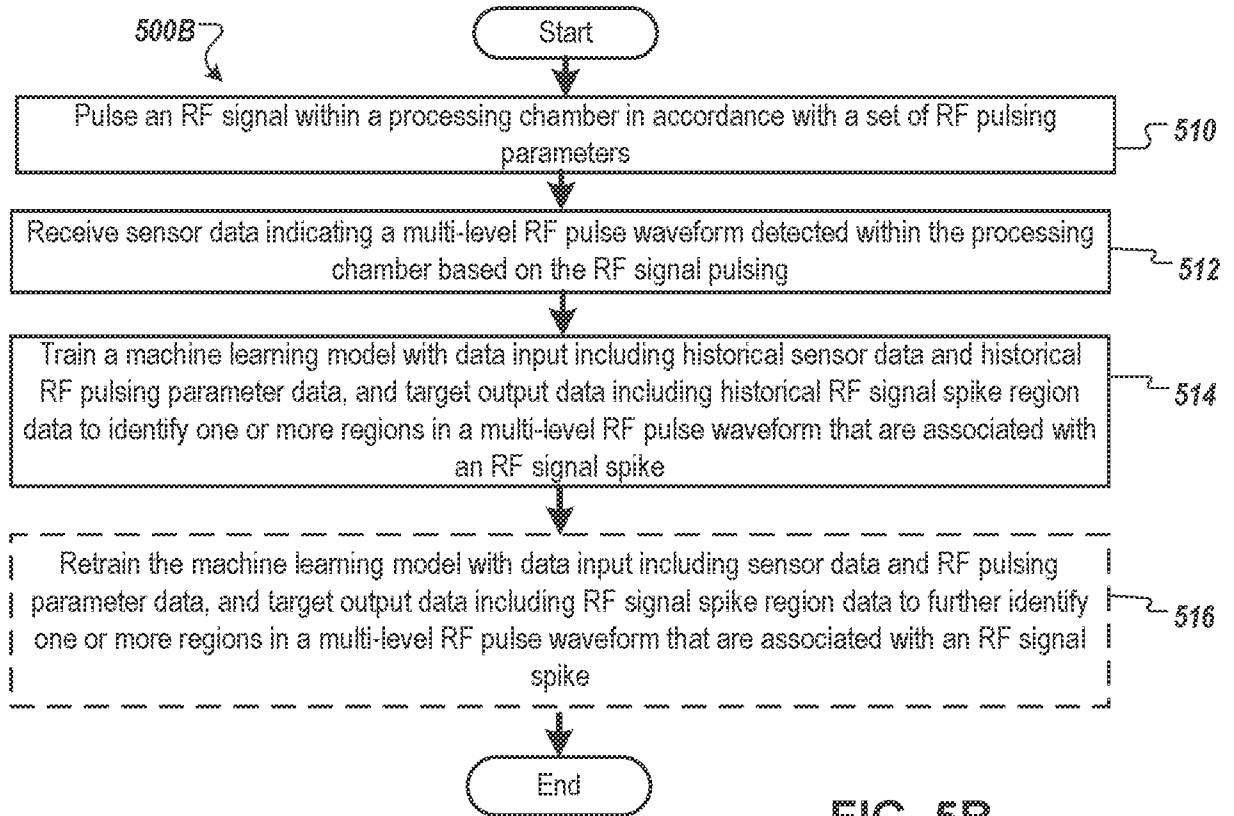 500B
Start
Pulse an RF signal within a processing chamber in accordance with a set of RF pulsing
parameters
510
Receive sensor data indicating a multi-level RF pulse waveform detected within the processing
chamber based on the RF signal pulsing
512
Train a machine learning model with data input including historical sensor data and historical
RF pulsing parameter data, and target output data including historical RF signal spike region
data to identify one or more regions in a multi-level RF pulse waveform that are associated with
an RF signal spike
514
Retrain the machine learning model with data input including sensor data and RF pulsing
parameter data, and target output data including RF signal spike region data to further identify
one or more regions in a multi-level RF pulse waveform that are associated with an RF signal
spike
516
End
FIG. 5B